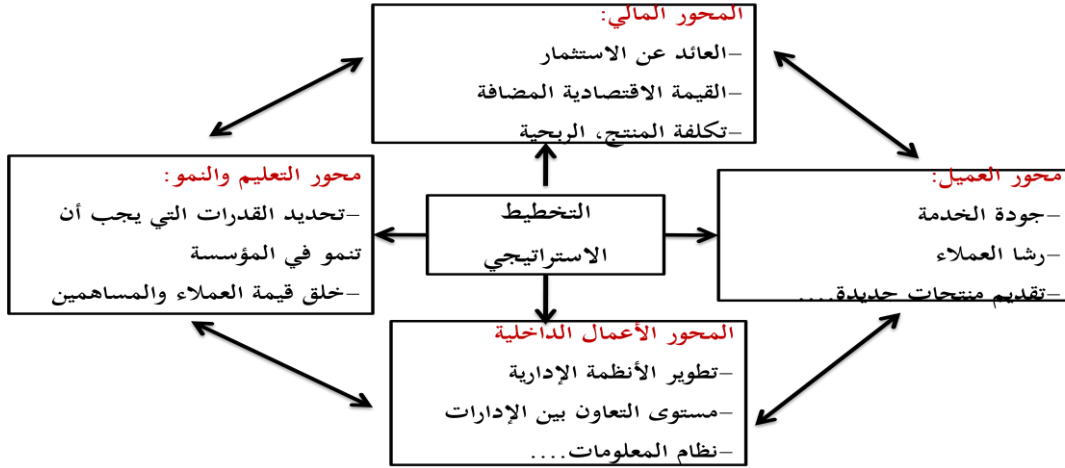 المحور المالي:
–العائد عن الاستثمار
–القيمة الاقتصادية المضافة
–تكلفة المنتج، الربحية
محور العميل:
–جودة الخدمة
رشا العملاء
–تقديم منتجات حديدة....
التخطيط
الاستراتيجي
محور التعليم والنمو:
–تحديد القدرات التي يجب أن
تنمو في المؤسسة
–خلق قيمة العملاء والمساهمين
المحور الأعمال الداخلية
–تطوير الأنظمة الإدارية
–مستوى التعاون بين الإدارات
–نظام المعلومات....